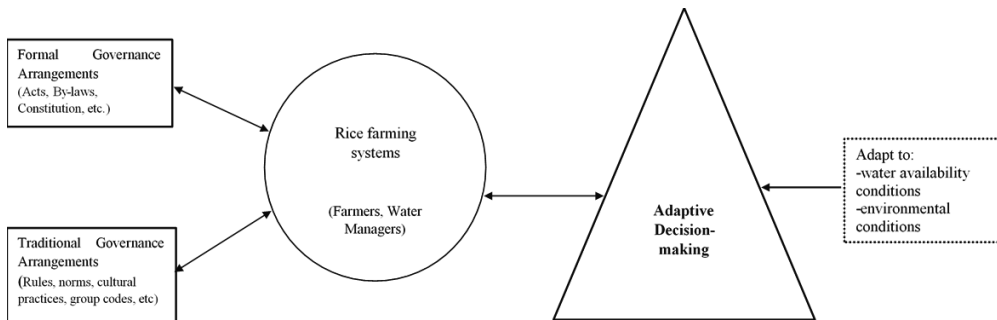 Formal Governance
Arrangements
(Acts, By-laws,
Constitution, etc.)
Traditional Governance
Arrangements
(Rules, norms, cultural
practices, group codes, etc)
Rice farming
systems
(Farmers, Water
Managers)
Adaptive
Decision-
making
Adapt to:
-water availability
conditions
-environmental
conditions